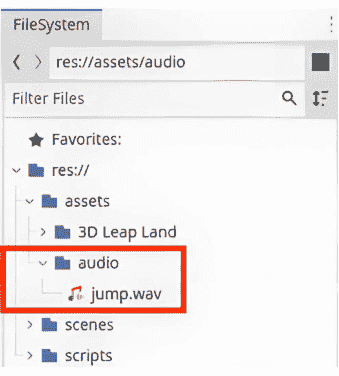 FileSystem
res://assets/audio
Filter Files
Favorites:
res://
assets
3D Leap Land
audio
jump.wav
scenes
scripts